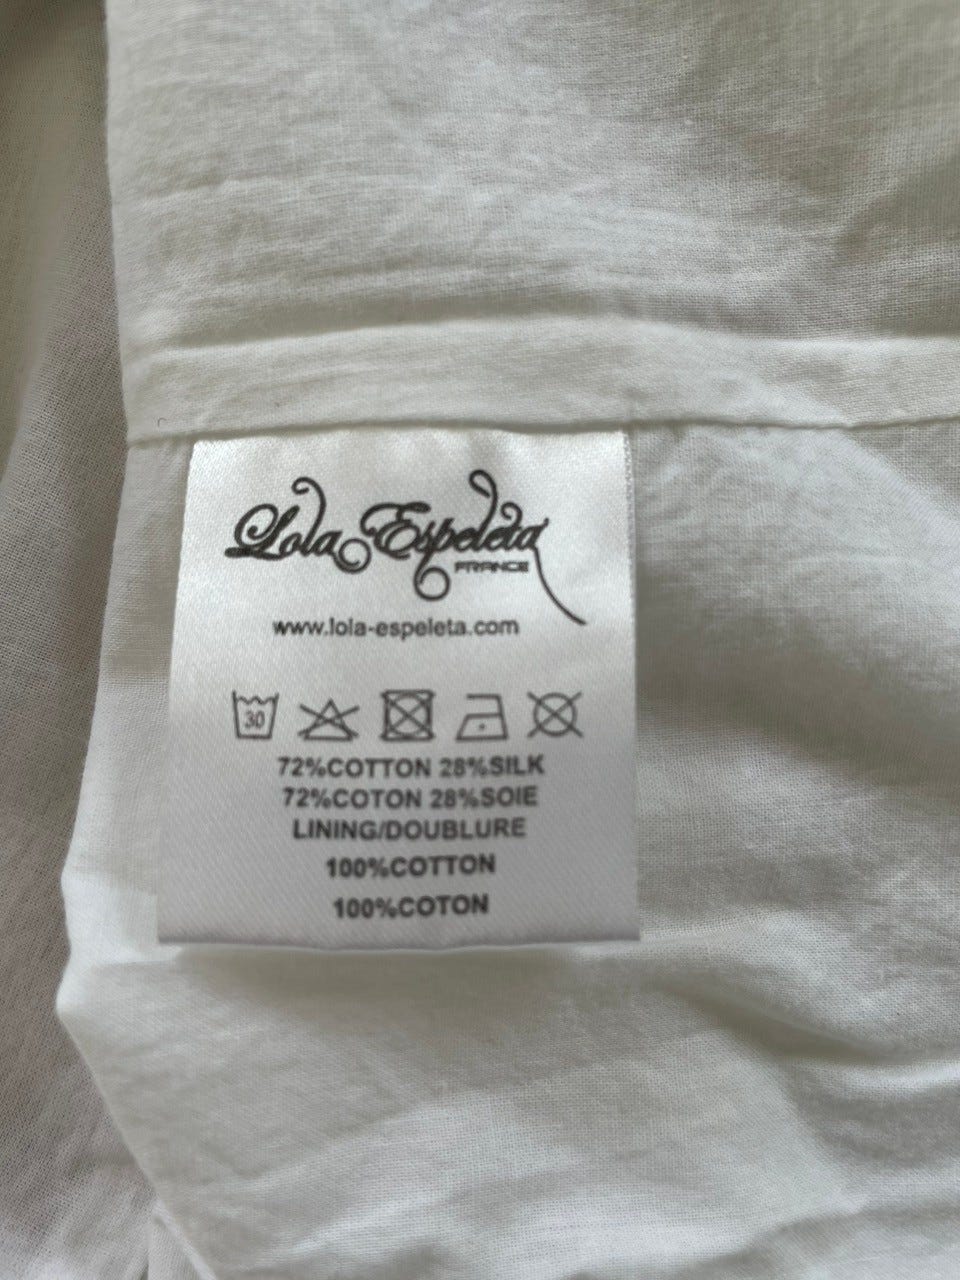 Lola Espeleta
FRANCE
www.lola-espeleta.com
30
72%COTTON 28%SILK
72%COTON 28%SOIE
LINING/DOUBLURE
100%COTTON
100%COTON